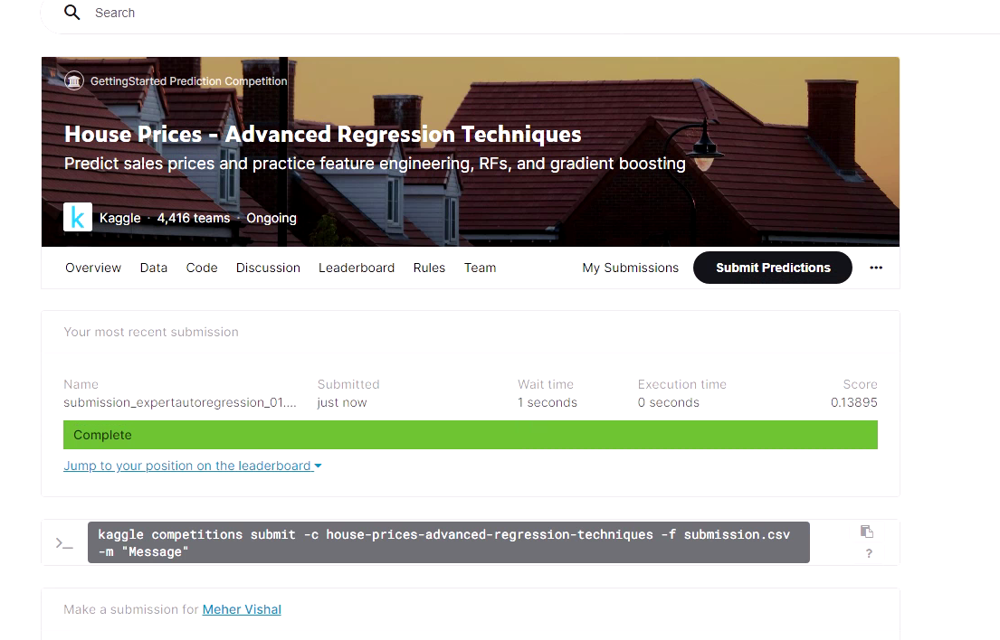 Search
GettingStarted Prediction Competition
House Prices - Advanced Regression Techniques
Predict sales prices and practice feature engineering, RFs, and gradient boosting
k Kaggle · 4,416 teams · Ongoing
Overview Data Code Discussion Leaderboard Rules Team My Submissions Submit Predictions ...
Your most recent submission
Name Submitted Wait time Execution time Score
submission_expertautoregression_01.... just now 1 seconds 0 seconds 0.13895
Complete
Jump to your position on the leaderboard
>_ kaggle competitions submit -c house-prices-advanced-regression-techniques -f submission.csv
-m "Message" ?
Make a submission for Meher Vishal